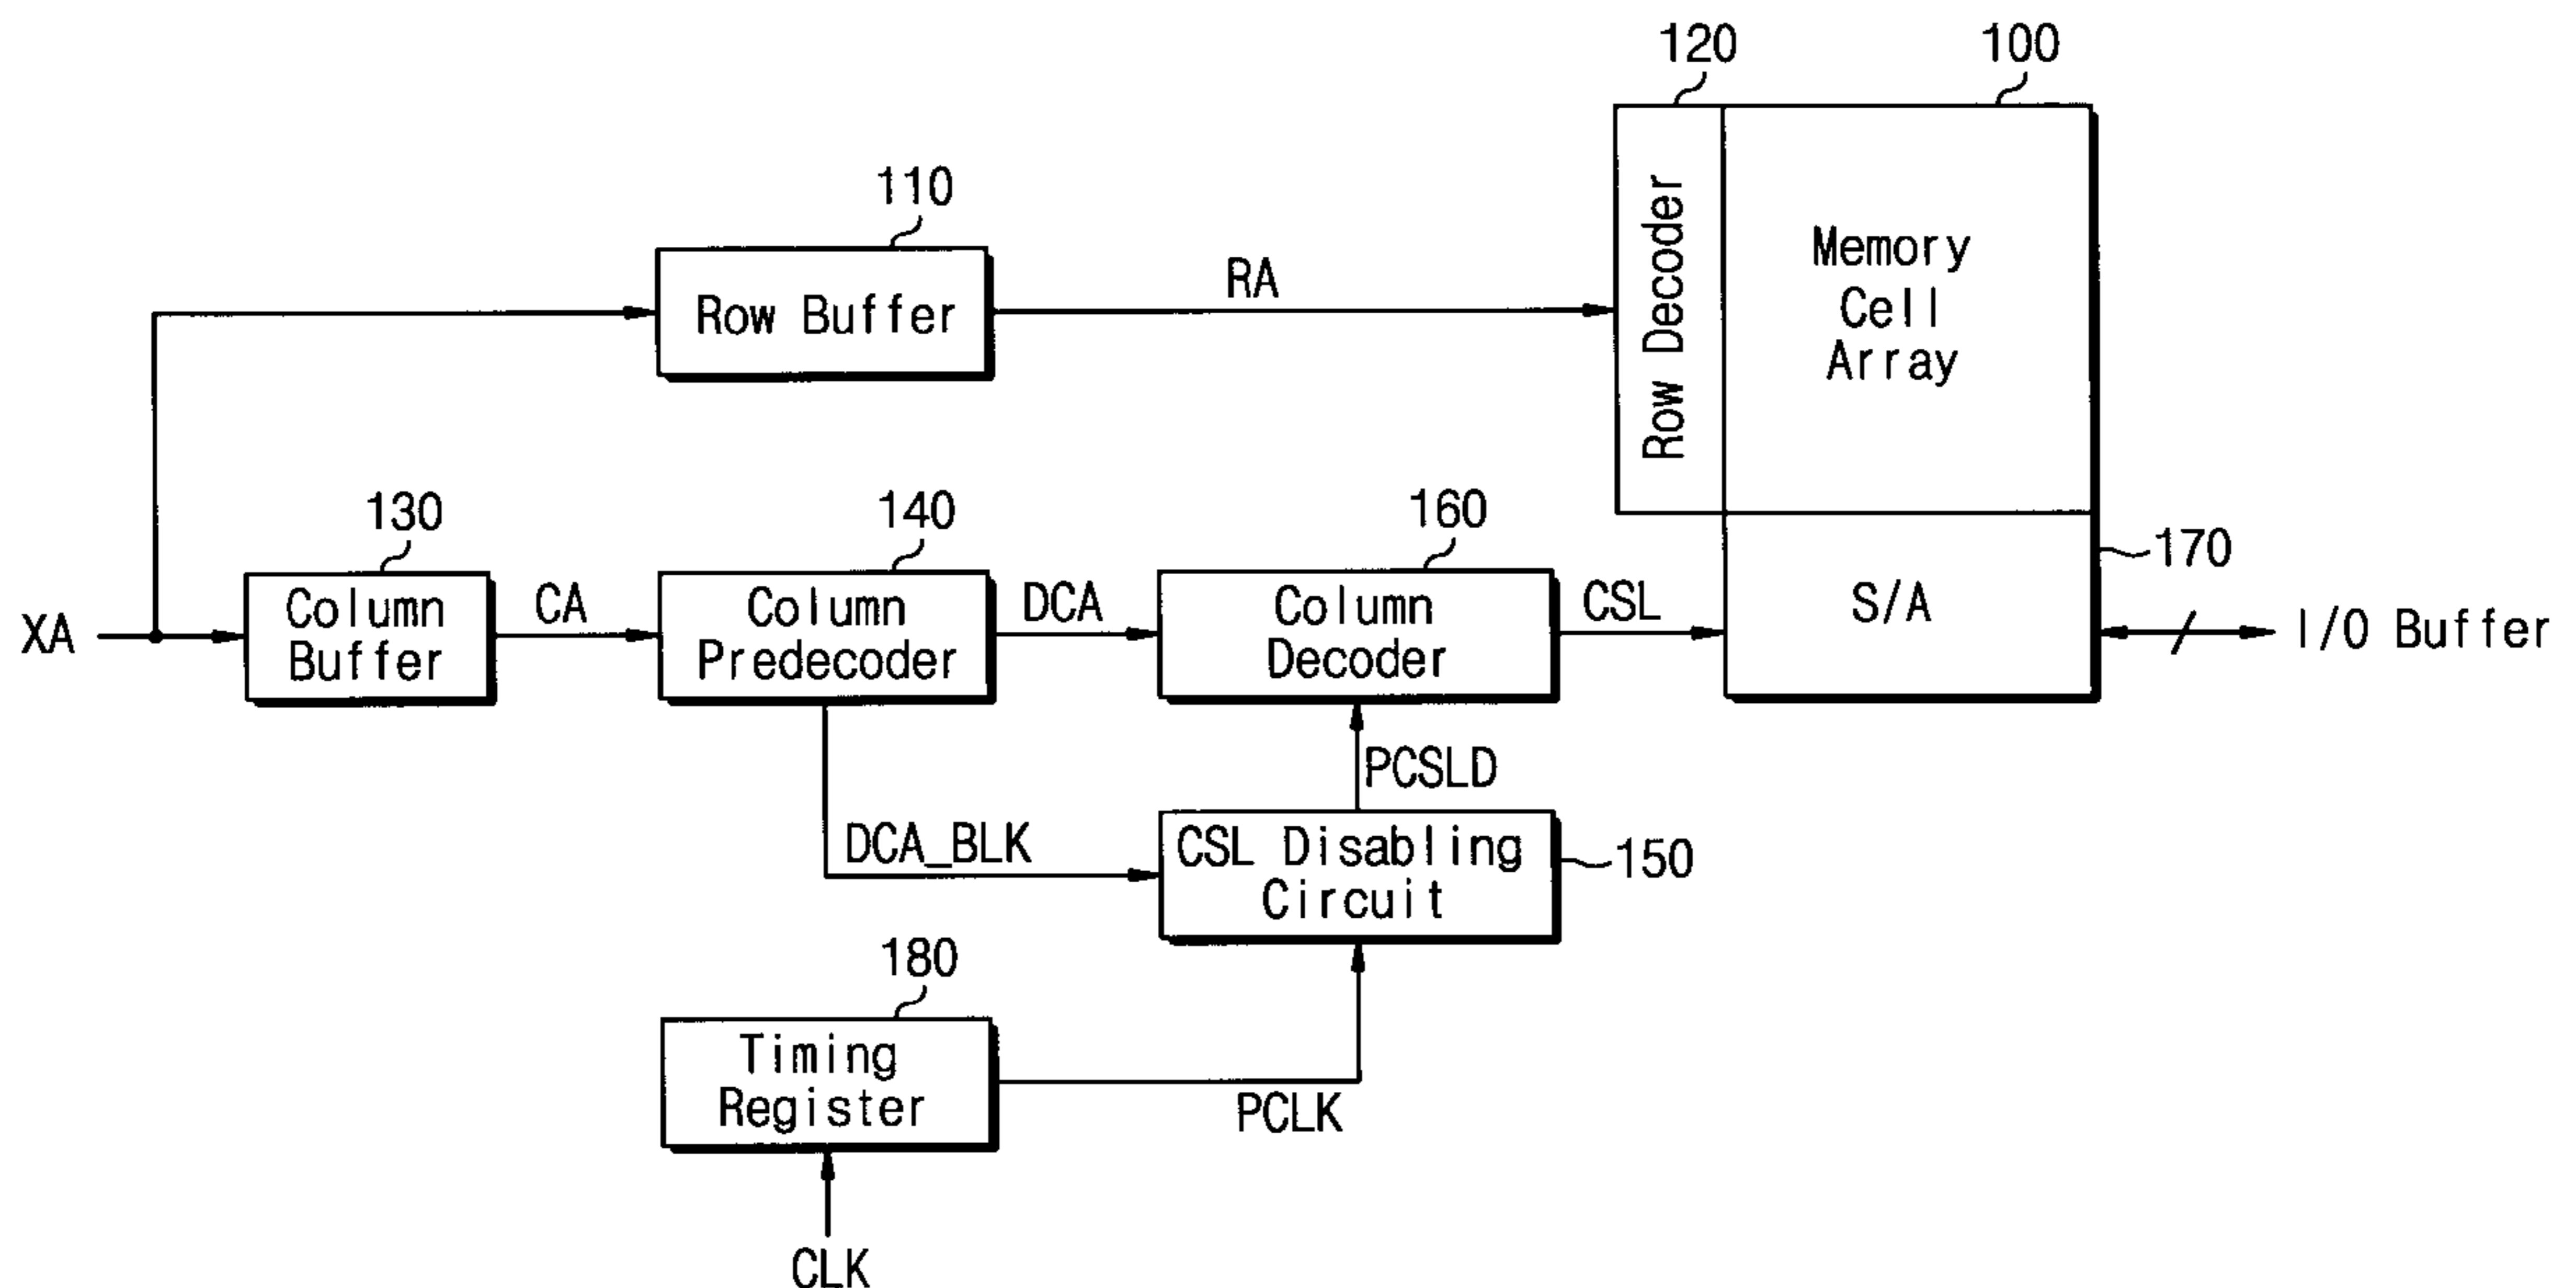 120
100
110
Row Buffer
RA
Row Decoder
Memory
Cell
Array
130
140
160
170
XA
Column
Buffer
CA
Column
Predecoder
DCA
Column
Decoder
CSL
S/A
I/O Buffer
PCSLD
DCA_BLK
CSL Disabling
Circuit
150
180
Timing
Register
PCLK
CLK